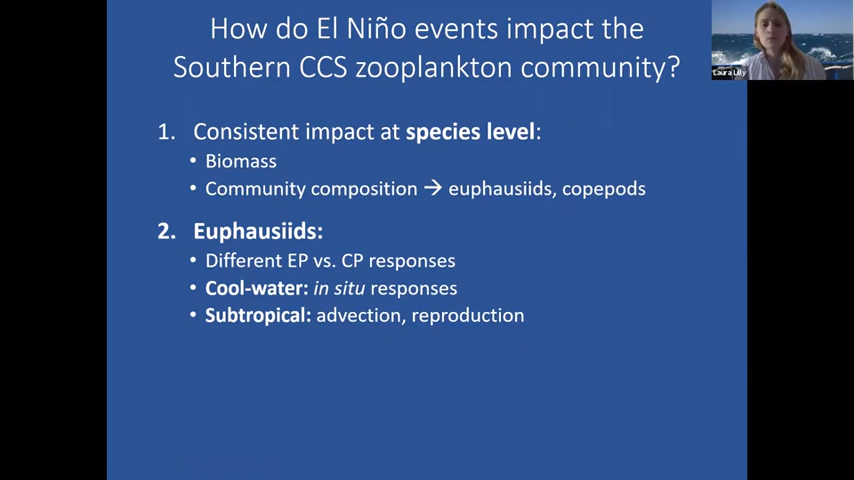 How do El Niño events impact the
Southern CCS zooplankton community?
Laura Lilly
1. Consistent impact at species level:
• Biomass
• Community composition → euphausiids, copepods
2. Euphausiids:
• Different EP vs. CP responses
• Cool-water: in situ responses
• Subtropical: advection, reproduction